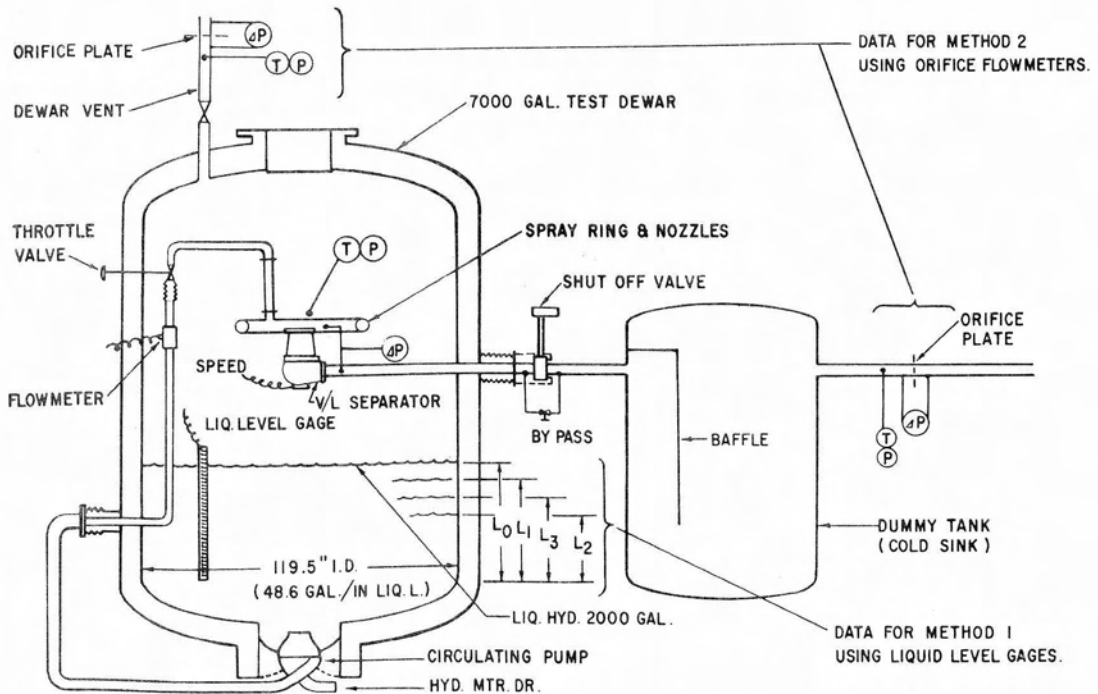 ORIFICE PLATE
ΔP
T P
DEWAR VENT
DATA FOR METHOD 2
USING ORIFICE FLOWMETERS.
7000 GAL. TEST DEWAR
THROTTLE
VALVE
T P
SPRAY RING & NOZZLES
SHUT OFF VALVE
ORIFICE
PLATE
ΔP
SPEED
FLOWMETER
V/L SEPARATOR
LIQ. LEVEL GAGE
BY PASS
BAFFLE
ΔP
T
P
L0 L1 L3 L2
DUMMY TANK
(COLD SINK)
119.5" I.D.
(48.6 GAL./IN LIQ. L.)
LIQ. HYD. 2000 GAL.
DATA FOR METHOD 1
USING LIQUID LEVEL GAGES.
CIRCULATING PUMP
HYD. MTR. DR.